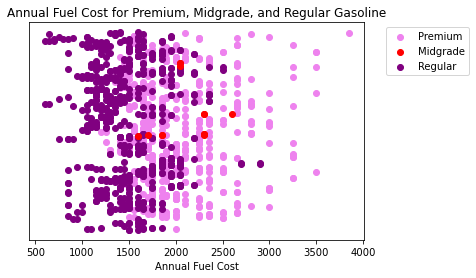 Annual Fuel Cost for Premium, Midgrade, and Regular Gasoline
Premium
Midgrade
Regular
500 1000 1500 2000 2500 3000 3500 4000
Annual Fuel Cost